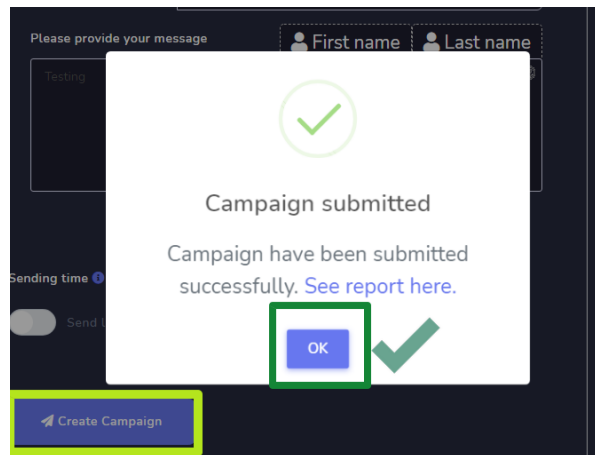 Please provide your message
First name
Last name
Testing
Campaign submitted
Campaign have been submitted
successfully. See report here.
Sending time
Send
OK
Create Campaign